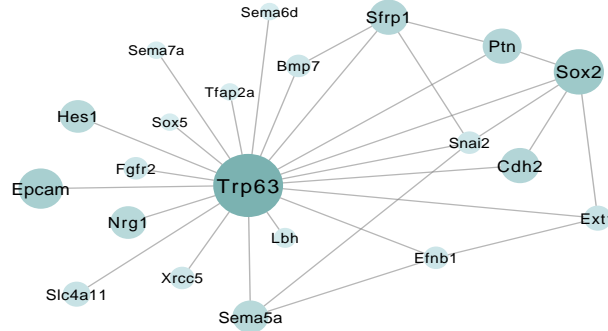 Sema6d
Sfrp1
Ptn
Sema7a
Bmp7
Sox2
Tfap2a
Hes1
Sox5
Snai2
Fgfr2
Cdh2
Epcam
Trp63
Nrg1
Ext1
Lbh
Efnb1
Xrcc5
Slc4a11
Sema5a